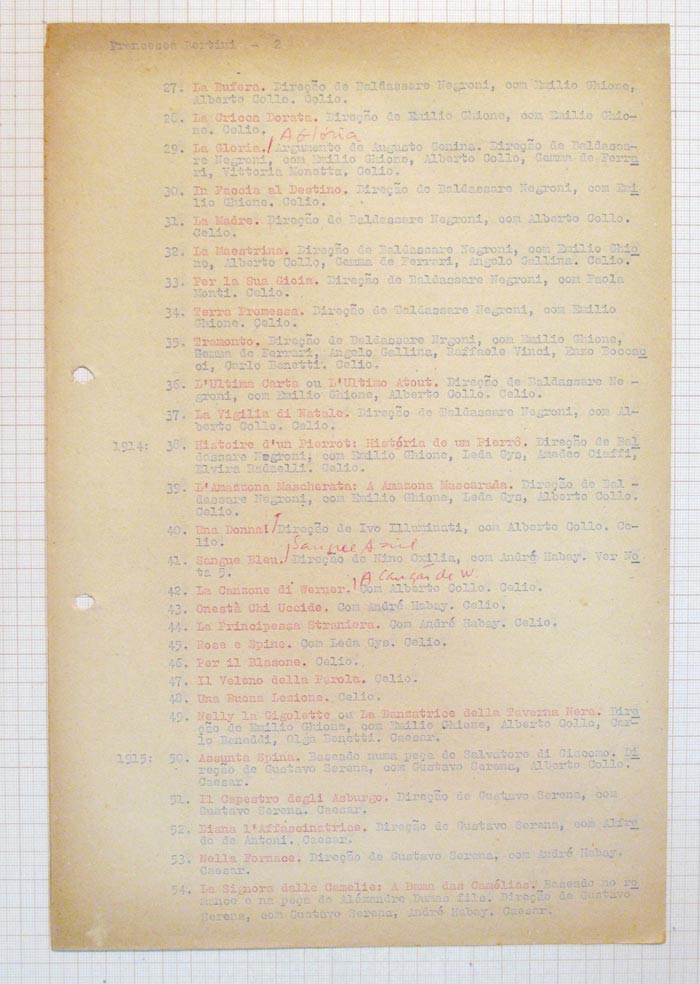 Francesca Bertini - 2
27. La Bufera. Direção de Baldassare Negroni, com Emilio Ghione,
Alberto Collo. Celio.
28. La Cricca Dorata. Direção de Emilio Ghione, com Emilio Ghio-
ne. Celio.
A Glória
29. La Gloria. Argumento de Augusto Genina. Direção de Baldassa-
re Negroni, com Emilio Ghione, Alberto Collo, Gemma de Ferra
ri, Vittoria Monetta. Celio.
30. In Faccia al Destino. Direção de Baldassare Negroni, com Emi
lio Ghione. Celio.
31. La Madre. Direção de Baldassare Negroni, com Alberto Collo.
Celio.
32. La Maestrina. Direção de Baldassare Negroni, com Emilio Ghio
ne, Alberto Collo, Gemma de Ferrari, Angelo Gallina. Celio.
33. Per la Sua Gioia. Direção de Baldassare Negroni, com Paola
Monti. Celio.
34. Terra Promessa. Direção de Baldassare Negroni, com Emilio
Ghione. Celio.
35. Tramonto. Direção de Baldassare Nrgoni, com Emilio Ghione,
Gemma de Ferrari, Angelo Gallina, Raffaele Vinci, Enzo Boccac
ci, Carlo Benetti. Celio.
36. L'Ultima Carta ou L'Ultimo Atout. Direção de Baldassare Ne -
groni, com Emilio Ghione, Alberto Collo. Celio.
37. La Vigilia di Natale. Direção de Baldassare Negroni, com Al-
berto Collo. Celio.
1914: 38. Histoire d'un Pierrot: História de um Pierrô. Direção de Bal
dassare Negroni, com Emilio Ghione, Leda Gys, Amadeo Ciaffi,
Elvira Radaelli. Celio.
39. L'Amazzona Mascherata: A Amazona Mascarada. Direção de Bal -
dassare Negroni, com Emilio Ghione, Leda Gys, Alberto Collo.
Celio.
40. Una Donna! Direção de Ivo Illuminati, com Alberto Collo. Ce-
lio.
Sangue Azul
41. Sangue Bleu. Direção de Nino Oxilia, com André Habay. Ver No
ta 5.
A Canção de W.
42. La Canzone di Werner. Com Alberto Collo. Celio.
43. Onestà Chi Uccide. Com André Habay. Celio.
44. La Principessa Straniera. Com André Habay. Celio.
45. Rose e Spine. Com Leda Gys. Celio.
46. Per il Blasone. Celio.
47. Il Veleno della Parola. Celio.
48. Una Buona Lezione. Celio.
49. Nelly la Gigolette ou La Danzatrice della Taverna Nera. Dire
ção de Emilio Ghione, com Emilio Ghione, Alberto Collo, Car-
lo Benaddi, Olga Benetti. Caesar.
1915: 50. Assunta Spina. Baseado numa peça de Salvatore di Giacomo. Di
reção de Gustavo Serena, com Gustavo Serena, Alberto Collo.
Caesar.
51. Il Capestro degli Asburgo. Direção de Gustavo Serena, com
Gustavo Serena. Caesar.
52. Diana l'Affascinatrice. Direção de Gustavo Serena, com Alfre
do de Antoni. Caesar.
53. Nella Fornace. Direção de Gustavo Serena, com André Habay.
Caesar.
54. La Signora dalle Camelie: A Dama das Camélias. Baseado no ro
mance e na peça de Aléxandre Dumas fils. Direção de Gustavo
Serena, com Gustavo Serena, André Habay. Caesar.